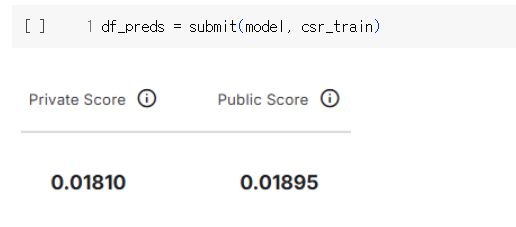 [ ] 1 df_preds = submit(model, csr_train)
Private Score ⓘ Public Score ⓘ
0.01810 0.01895